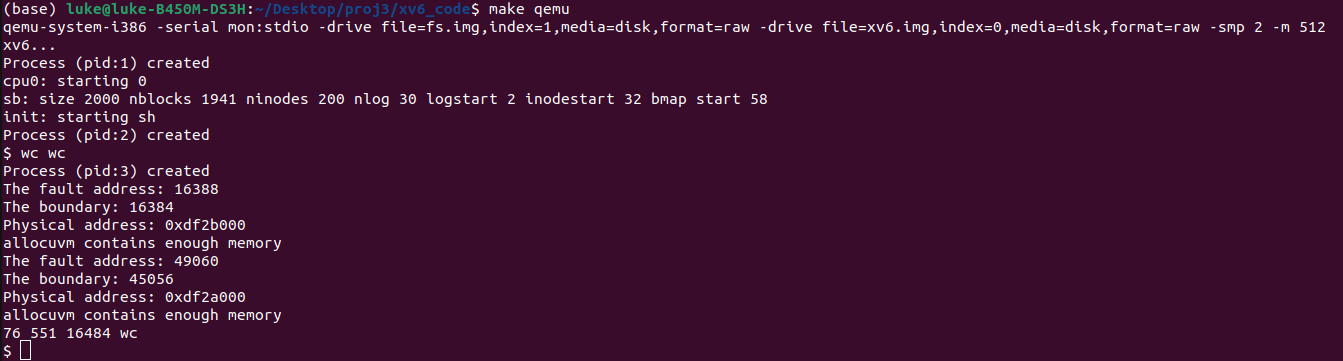 (base) luke@luke-B450M-DS3H:~/Desktop/proj3/xv6_code$ make qemu
qemu-system-i386 -serial mon:stdio -drive file=fs.img,index=1,media=disk,format=raw -drive file=xv6.img,index=0,media=disk,format=raw -smp 2 -m 512
xv6...
Process (pid:1) created
cpu0: starting 0
sb: size 2000 nblocks 1941 ninodes 200 nlog 30 logstart 2 inodestart 32 bmap start 58
init: starting sh
Process (pid:2) created
$ wc wc
Process (pid:3) created
The fault address: 16388
The boundary: 16384
Physical address: 0xdf2b000
allocuvm contains enough memory
The fault address: 49060
The boundary: 45056
Physical address: 0xdf2a000
allocuvm contains enough memory
76 551 16484 wc
$